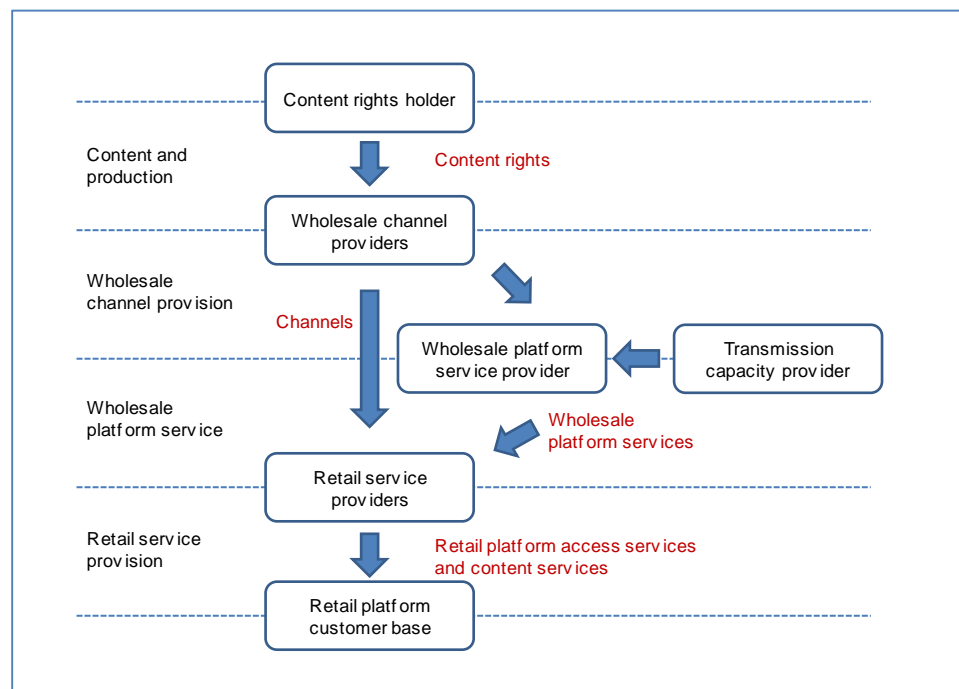 Content rights holder
Content and
production
Content rights
Wholesale channel
providers
Wholesale
channel provision
Channels
Wholesale platform
service provider
Transmission
capacity provider
Wholesale
platform service
Wholesale
platform services
Retail service
providers
Retail service
provision
Retail platform access services
and content services
Retail platform
customer base